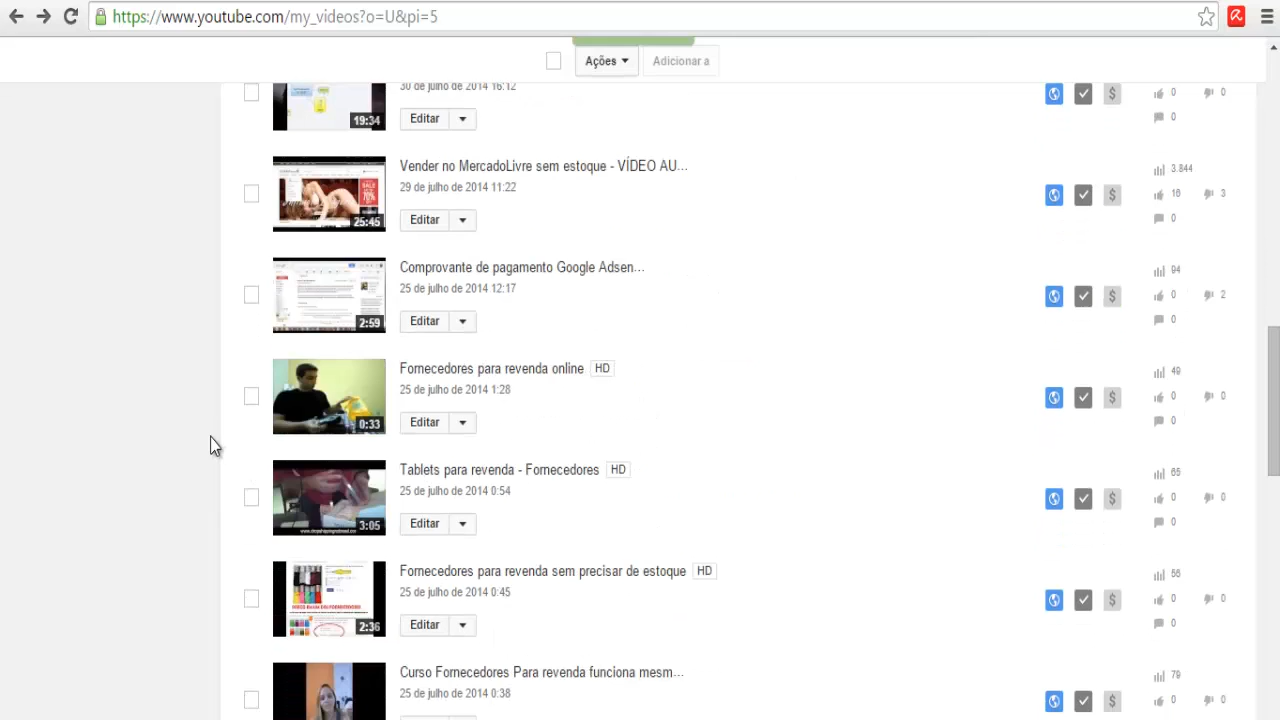 https://www.youtube.com/my_videos?o=U&pi=5
Ações Adicionar a
30 de julho de 2014 16:12
0 0
19:34
Editar
0
Vender no MercadoLivre sem estoque - VÍDEO AU...
3.844
29 de julho de 2014 11:22
16 3
25:45
Editar
0
SALE
70%
Comprovante de pagamento Google Adsen...
94
25 de julho de 2014 12:17
0 2
2:59
Editar
0
Fornecedores para revenda online HD
49
25 de julho de 2014 1:28
0 0
0:33
Editar
0
Tablets para revenda - Fornecedores HD
65
25 de julho de 2014 0:54
0 0
3:05
Editar
0
Fornecedores para revenda sem precisar de estoque HD
56
25 de julho de 2014 0:45
0 0
2:36
Editar
0
Curso Fornecedores Para revenda funciona mesm...
79
25 de julho de 2014 0:38
0 0